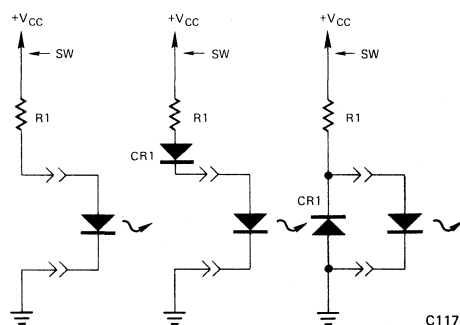 +VCC +VCC +VCC
SW SW SW
R1 R1 R1
CR1
CR1
C117